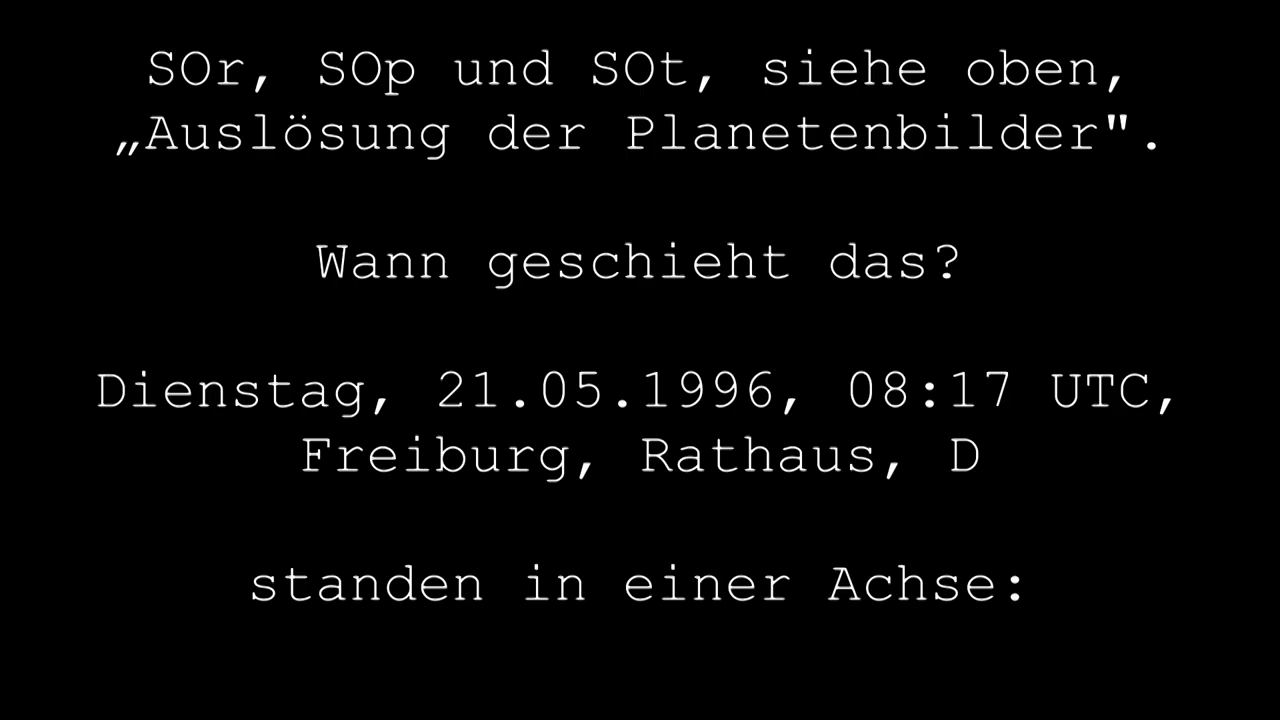 SOr, SOp und SOt, siehe oben,
„Auslösung der Planetenbilder".
Wann geschieht das?
Dienstag, 21.05.1996, 08:17 UTC,
Freiburg, Rathaus, D
standen in einer Achse: